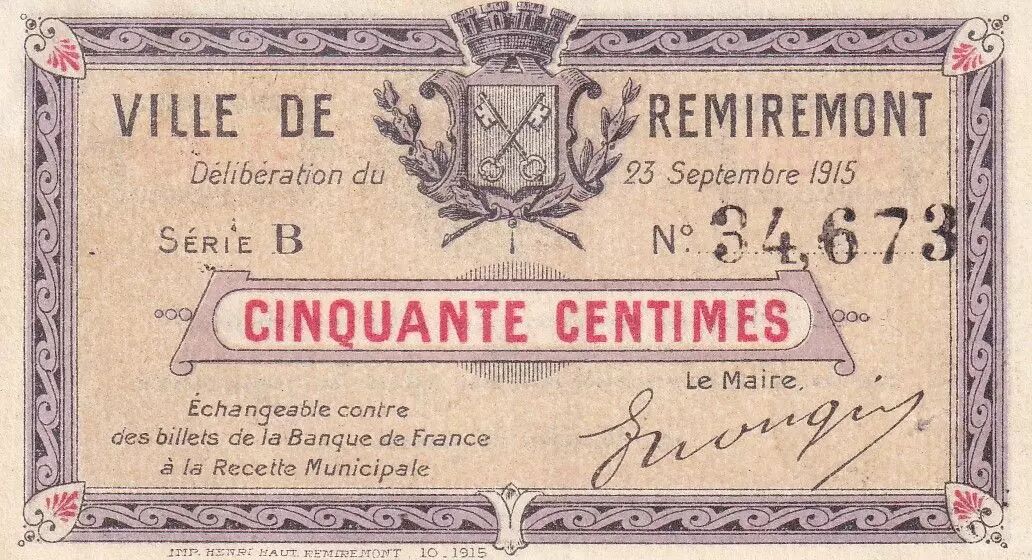 VILLE DE REMIREMONT
Délibération du 23 Septembre 1915
SÉRIE B Nº 34,673
CINQUANTE CENTIMES
Le Maire,
Échangeable contre
des billets de la Banque de France
à la Recette Municipale
IMP. HENRI HAUT. REMIREMONT . 10.1915